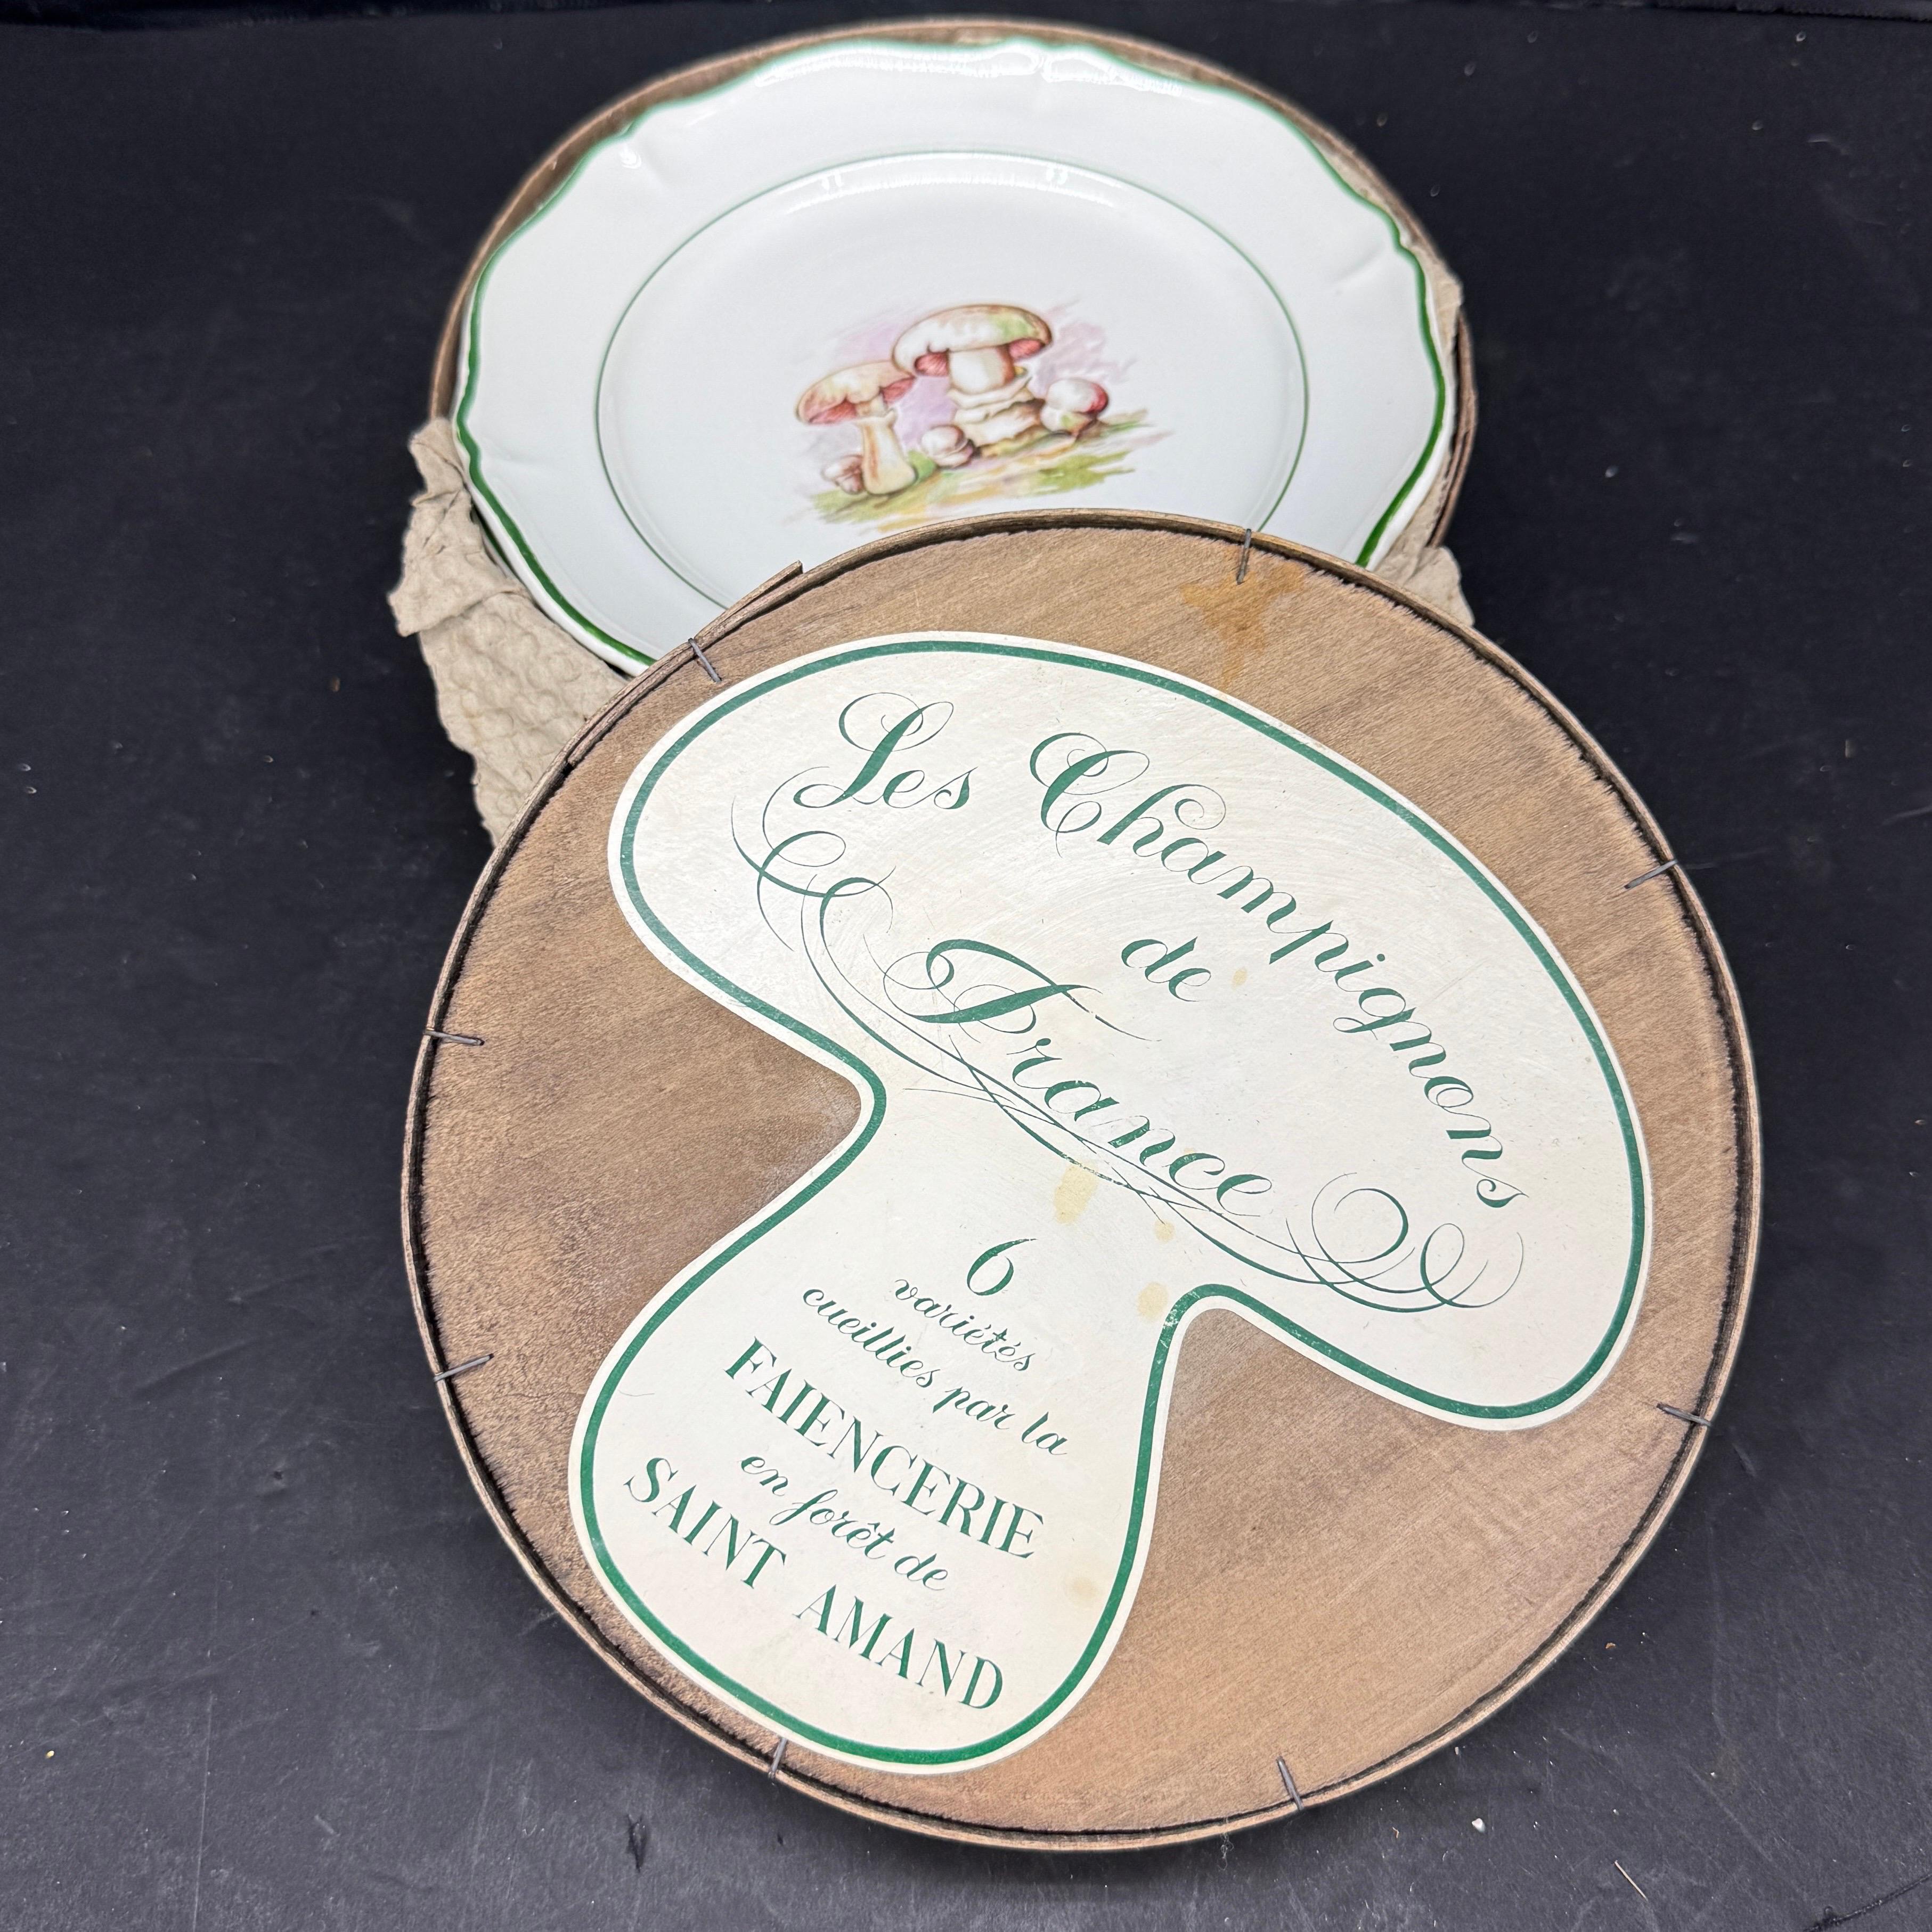 Les Champignons
de
France
6
variétés
cueillies par la
FAIENCERIE
en forêt de
SAINT AMAND